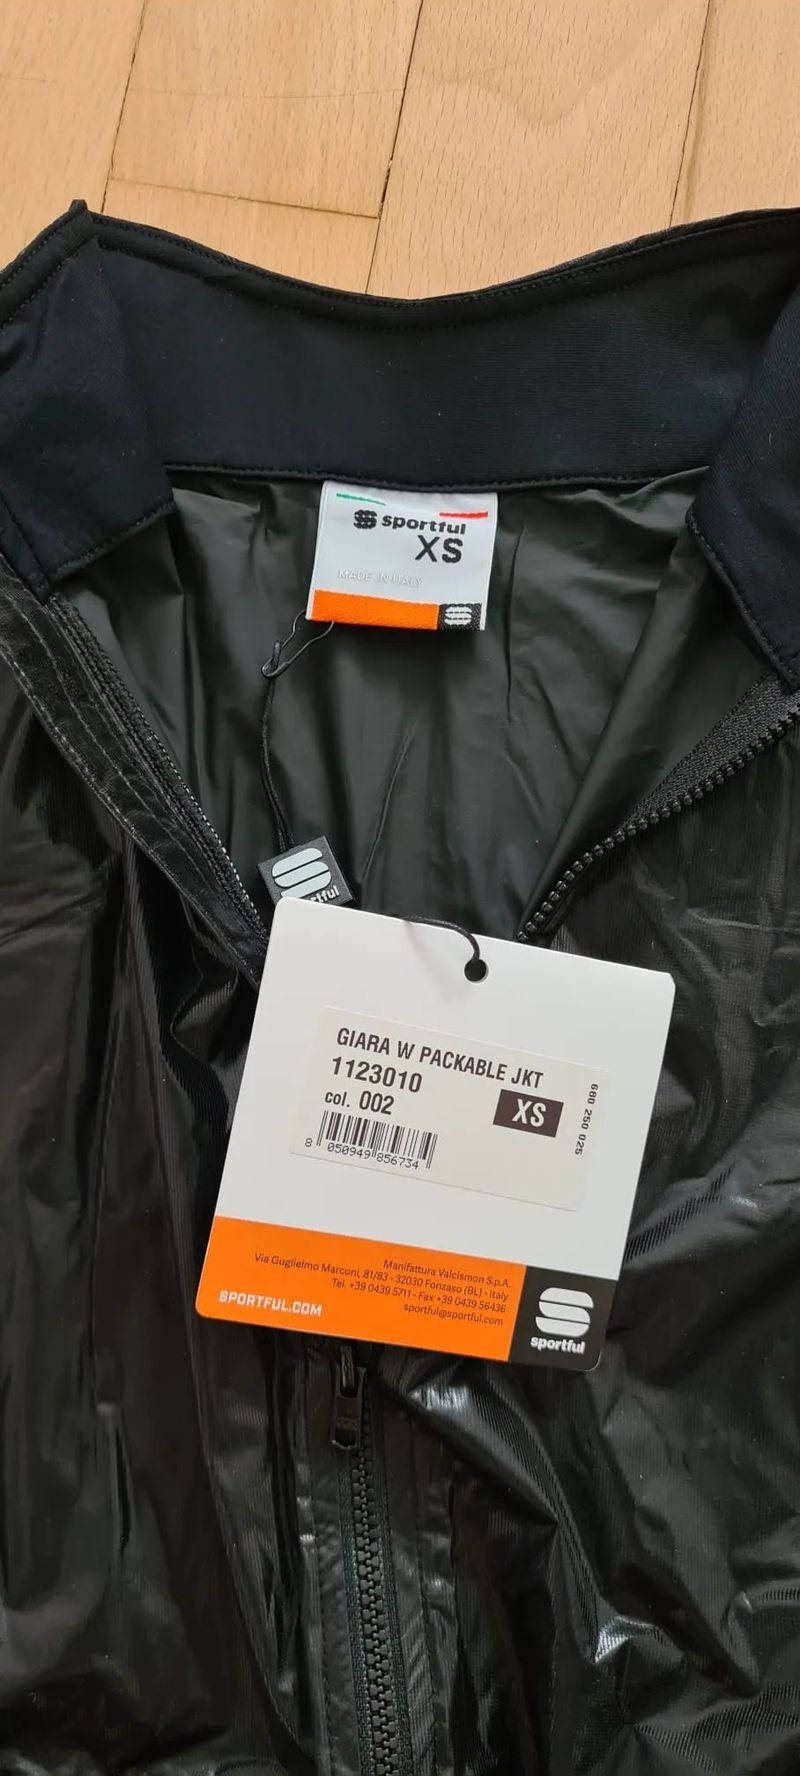 sportful
XS
MADE IN ITALY
GIARA W PACKABLE JKT
1123010
col. 002
XS
680 250 025
8 050949 856734
Manifattura Valcismon S.p.A.
Via Guglielmo Marconi, 81/83 - 32030 Fonzaso (BL) - Italy
Tel. +39 0439 5711 - Fax +39 0439 56436
sportful@sportful.com
SPORTFUL.COM
sportful